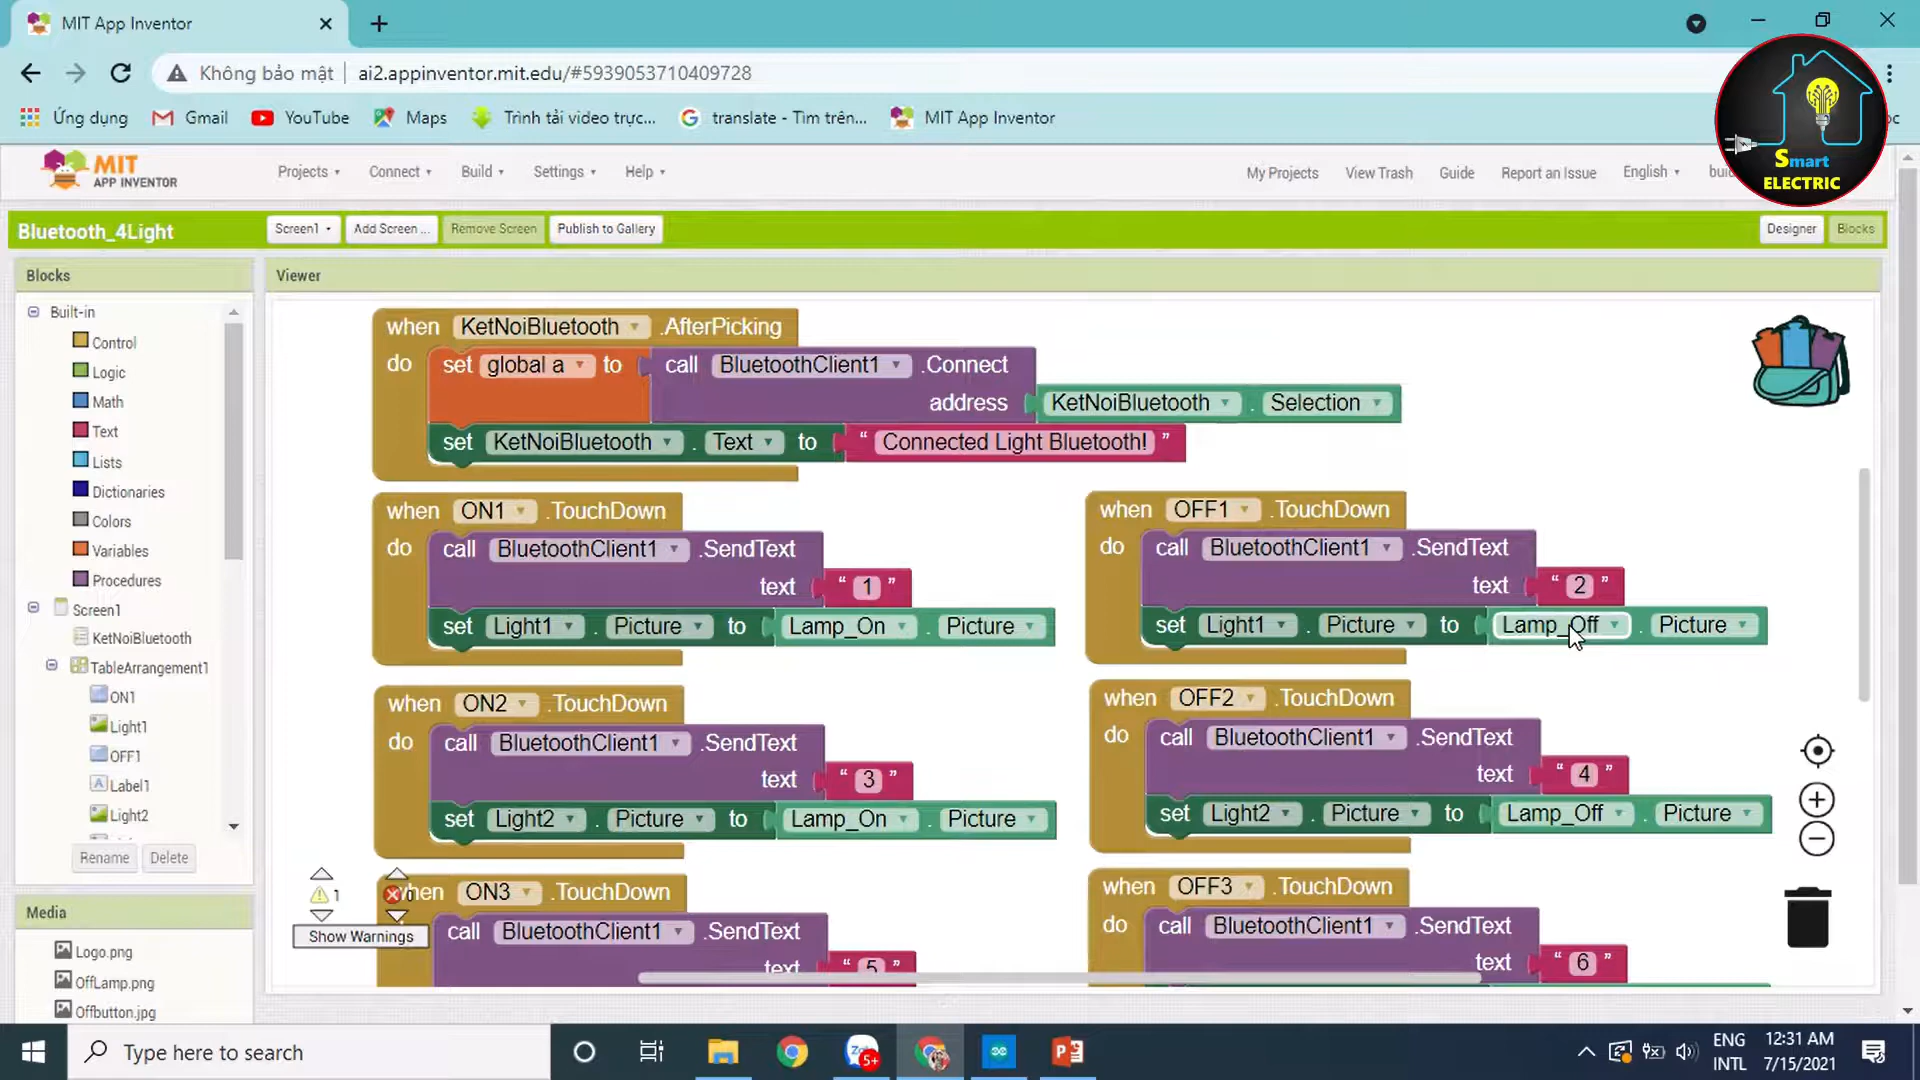 MIT App Inventor
Không bảo mật
ai2.appinventor.mit.edu/#5939053710409728
Ứng dụng
Gmail
YouTube
Maps
Trình tải video trực...
translate - Tìm trên...
MIT App Inventor
Smart
ELECTRIC
MIT
APP INVENTOR
Projects
Connect
Build
Settings
Help
My Projects
View Trash
Guide
Report an Issue
English
Bluetooth_4Light
Screen1
Add Screen ...
Remove Screen
Publish to Gallery
Designer
Blocks
Blocks
Built-in
Control
Logic
Math
Text
Lists
Dictionaries
Colors
Variables
Procedures
Screen1
KetNoiBluetooth
TableArrangement1
ON1
Light1
OFF1
Label1
Light2
Rename
Delete
Media
Logo.png
OffLamp.png
Offbutton.jpg
Viewer
when KetNoiBluetooth .AfterPicking
do set global a to call BluetoothClient1 .Connect
address KetNoiBluetooth . Selection
set KetNoiBluetooth . Text to “ Connected Light Bluetooth! ”
when ON1 .TouchDown
do call BluetoothClient1 .SendText
text “ 1 ”
set Light1 . Picture to Lamp_On . Picture
when OFF1 .TouchDown
do call BluetoothClient1 .SendText
text “ 2 ”
set Light1 . Picture to Lamp_Off . Picture
when ON2 .TouchDown
do call BluetoothClient1 .SendText
text “ 3 ”
set Light2 . Picture to Lamp_On . Picture
when OFF2 .TouchDown
do call BluetoothClient1 .SendText
text “ 4 ”
set Light2 . Picture to Lamp_Off . Picture
when ON3 .TouchDown
call BluetoothClient1 .SendText
text “ 5 ”
when OFF3 .TouchDown
do call BluetoothClient1 .SendText
text “ 6 ”
1
Show Warnings
Type here to search
5+
ENG
INTL
12:31 AM
7/15/2021